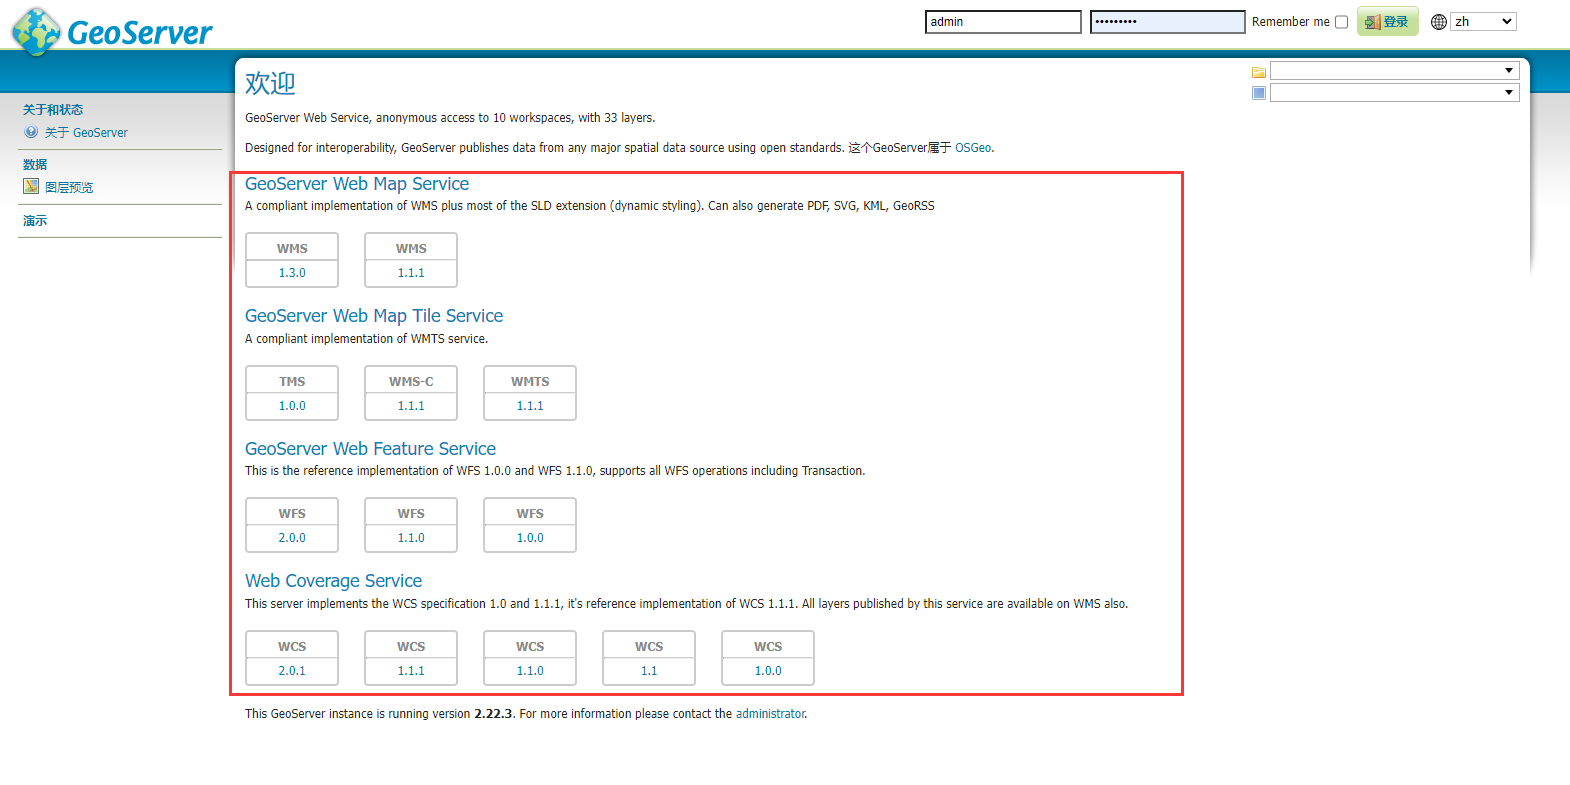 GeoServer
admin
•••••••••
Remember me
登录
zh
关于和状态
关于 GeoServer
数据
图层预览
演示
欢迎
GeoServer Web Service, anonymous access to 10 workspaces, with 33 layers.
Designed for interoperability, GeoServer publishes data from any major spatial data source using open standards. 这个GeoServer属于 OSGeo.
GeoServer Web Map Service
A compliant implementation of WMS plus most of the SLD extension (dynamic styling). Can also generate PDF, SVG, KML, GeoRSS
WMS WMS
1.3.0 1.1.1
GeoServer Web Map Tile Service
A compliant implementation of WMTS service.
TMS WMS-C WMTS
1.0.0 1.1.1 1.1.1
GeoServer Web Feature Service
This is the reference implementation of WFS 1.0.0 and WFS 1.1.0, supports all WFS operations including Transaction.
WFS WFS WFS
2.0.0 1.1.0 1.0.0
Web Coverage Service
This server implements the WCS specification 1.0 and 1.1.1, it's reference implementation of WCS 1.1.1. All layers published by this service are available on WMS also.
WCS WCS WCS WCS WCS
2.0.1 1.1.1 1.1.0 1.1 1.0.0
This GeoServer instance is running version 2.22.3. For more information please contact the administrator.